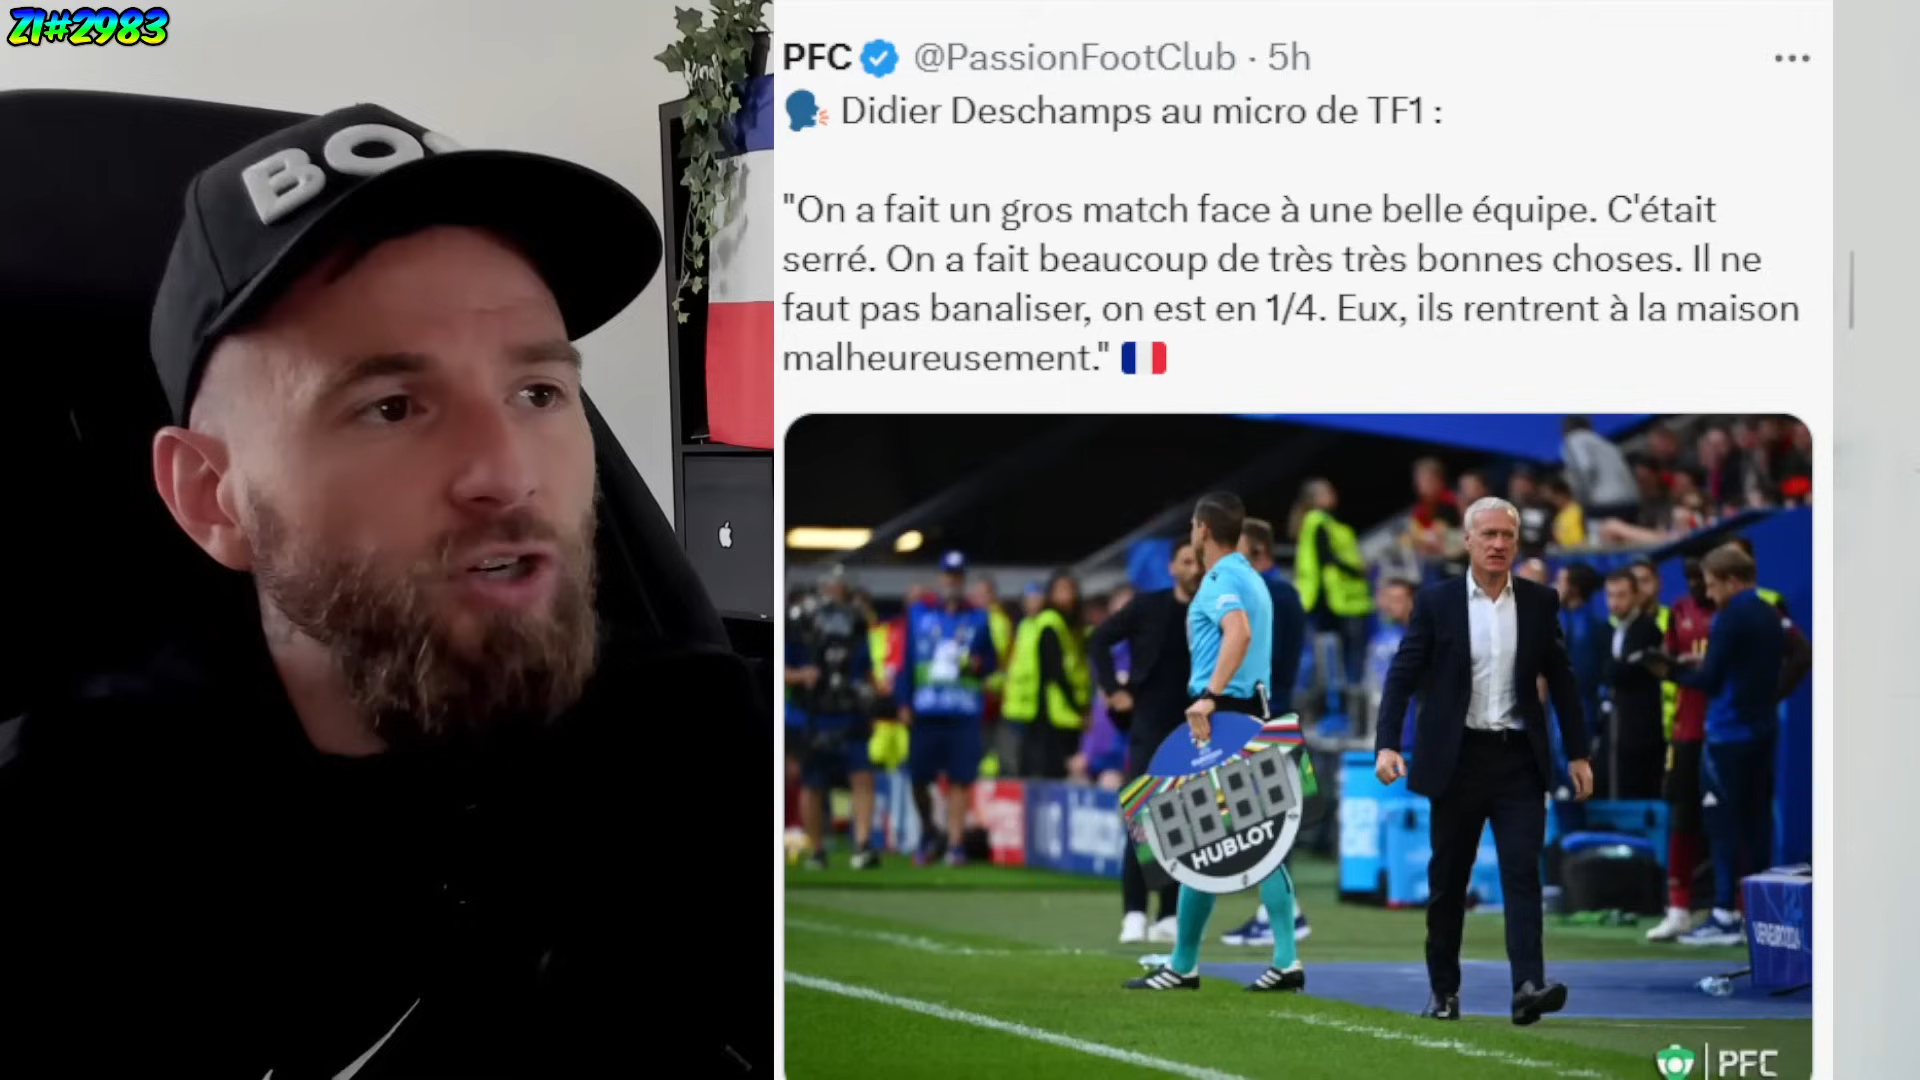 ZI#2983
BO
PFC @PassionFootClub · 5h
Didier Deschamps au micro de TF1 :
"On a fait un gros match face à une belle équipe. C'était
serré. On a fait beaucoup de très très bonnes choses. Il ne
faut pas banaliser, on est en 1/4. Eux, ils rentrent à la maison
malheureusement."
HUBLOT
PFC